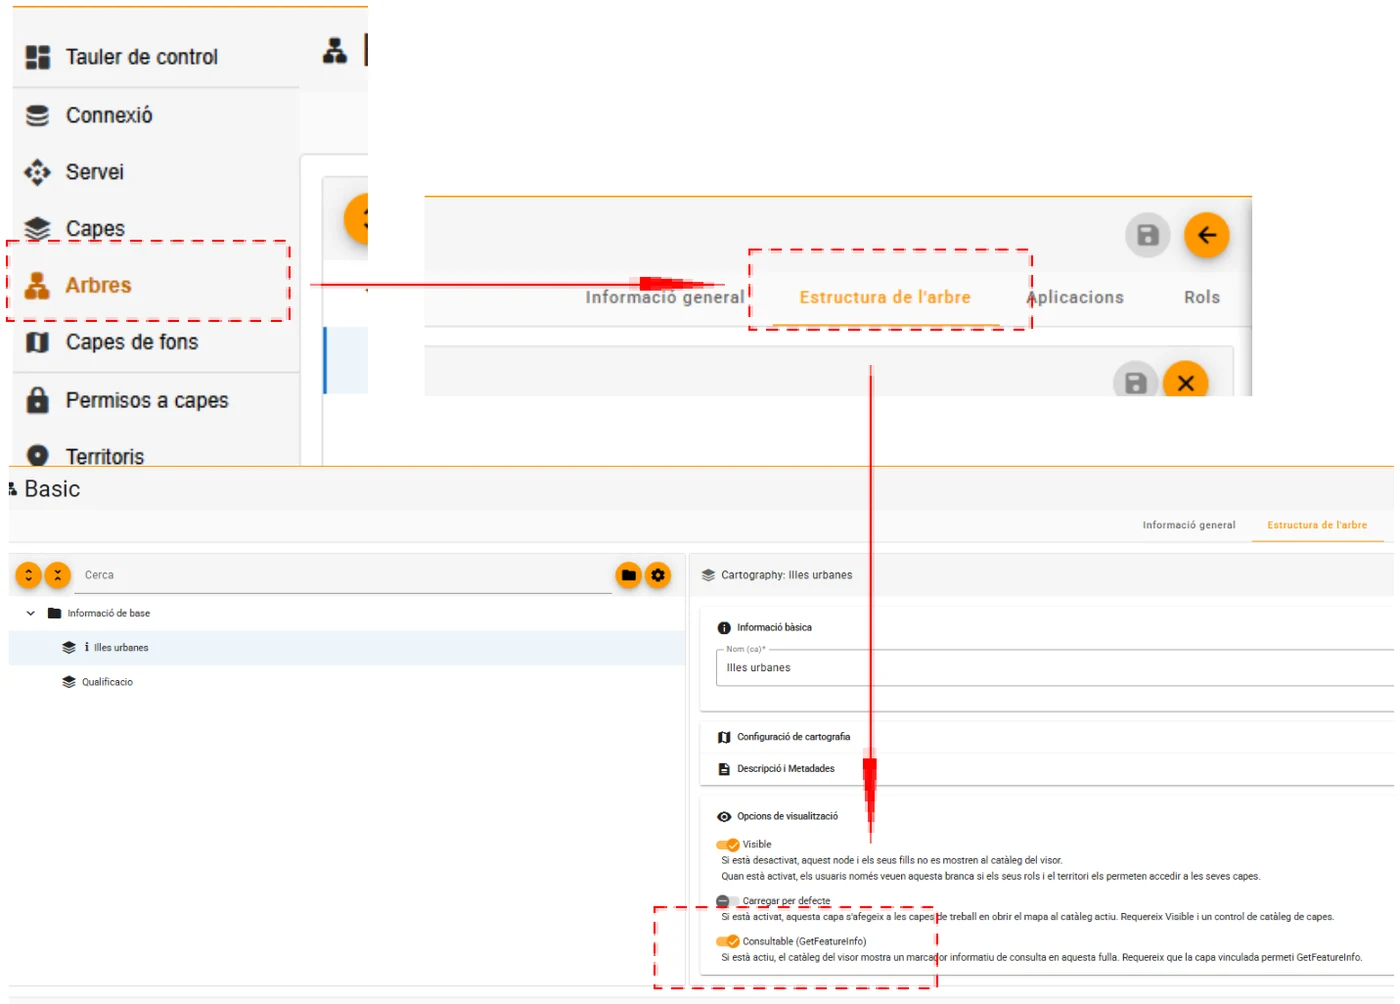 Tauler de control
Connexió
Servei
Capes
Arbres
Capes de fons
Permisos a capes
Territoris
Informació general
Estructura de l'arbre
Aplicacions
Rols
Basic
Informació general
Estructura de l'arbre
Cerca
Informació de base
Illes urbanes
Qualificacio
Cartography: Illes urbanes
Informació bàsica
Nom (ca)*
Illes urbanes
Configuració de cartografia
Descripció i Metadades
Opcions de visualització
Visible
Si està desactivat, aquest node i els seus fills no es mostren al catàleg del visor.
Quan està activat, els usuaris només veuen aquesta branca si els seus rols i el territori els permeten accedir a les seves capes.
Carregar per defecte
Si està activat, aquesta capa s'afegeix a les capes de treball en obrir el mapa al catàleg actiu. Requereix Visible i un control de catàleg de capes.
Consultable (GetFeatureInfo)
Si està actiu, el catàleg del visor mostra un marcador informatiu de consulta en aquesta fulla. Requereix que la capa vinculada permeti GetFeatureInfo.